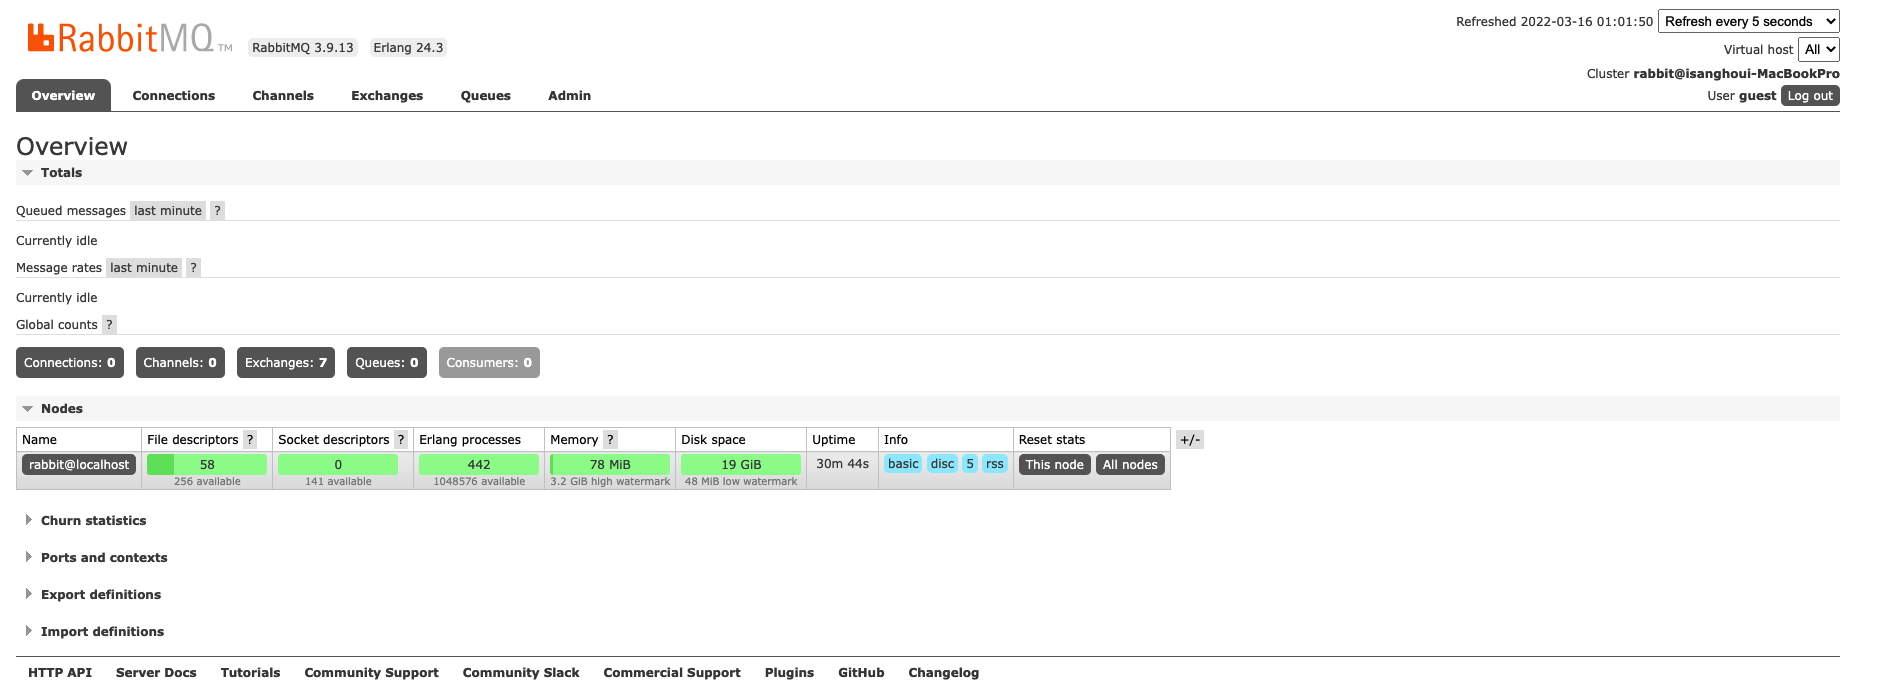 RabbitMQ TM RabbitMQ 3.9.13 Erlang 24.3
Refreshed 2022-03-16 01:01:50 Refresh every 5 seconds
Virtual host All
Cluster rabbit@isanghoui-MacBookPro
User guest Log out
Overview Connections Channels Exchanges Queues Admin
Overview
Totals
Queued messages last minute ?
Currently idle
Message rates last minute ?
Currently idle
Global counts ?
Connections: 0 Channels: 0 Exchanges: 7 Queues: 0 Consumers: 0
Nodes
Name File descriptors ? Socket descriptors ? Erlang processes Memory ? Disk space Uptime Info Reset stats +/-
rabbit@localhost 58 0 442 78 MiB 19 GiB 30m 44s basic disc 5 rss This node All nodes
256 available 141 available 1048576 available 3.2 GiB high watermark 48 MiB low watermark
Churn statistics
Ports and contexts
Export definitions
Import definitions
HTTP API Server Docs Tutorials Community Support Community Slack Commercial Support Plugins GitHub Changelog